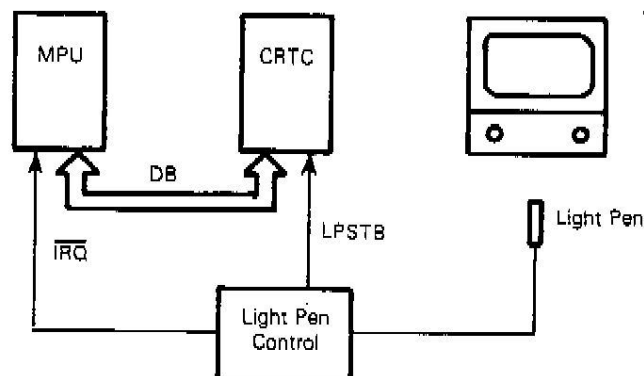 MPU
CRTC
DB
IRQ
LPSTB
Light Pen
Light Pen
Control